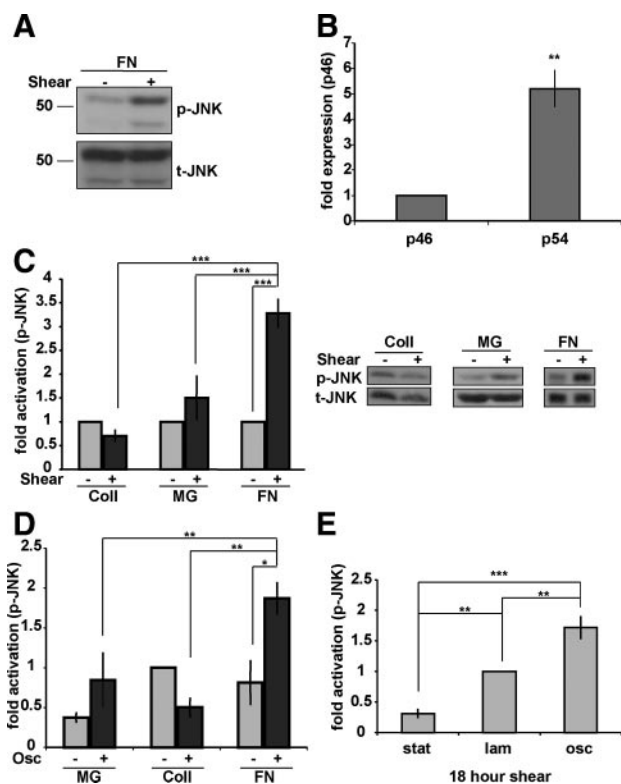 A
FN
Shear - +
50
p-JNK
50
t-JNK
B
fold expression (p46)
7
6
5
4
3
2
1
0
**
p46 p54
C
fold activation (p-JNK)
4
3.5
3
2.5
2
1.5
1
0.5
0
***
***
***
Shear - + - + - +
Coll MG FN
Coll MG FN
Shear - + - + - +
p-JNK
t-JNK
D
fold activation (p-JNK)
2.5
2
1.5
1
0.5
0
**
**
*
Osc - + - + - +
MG Coll FN
E
fold activation (p-JNK)
2.5
2
1.5
1
0.5
0
***
**
**
stat lam osc
18 hour shear